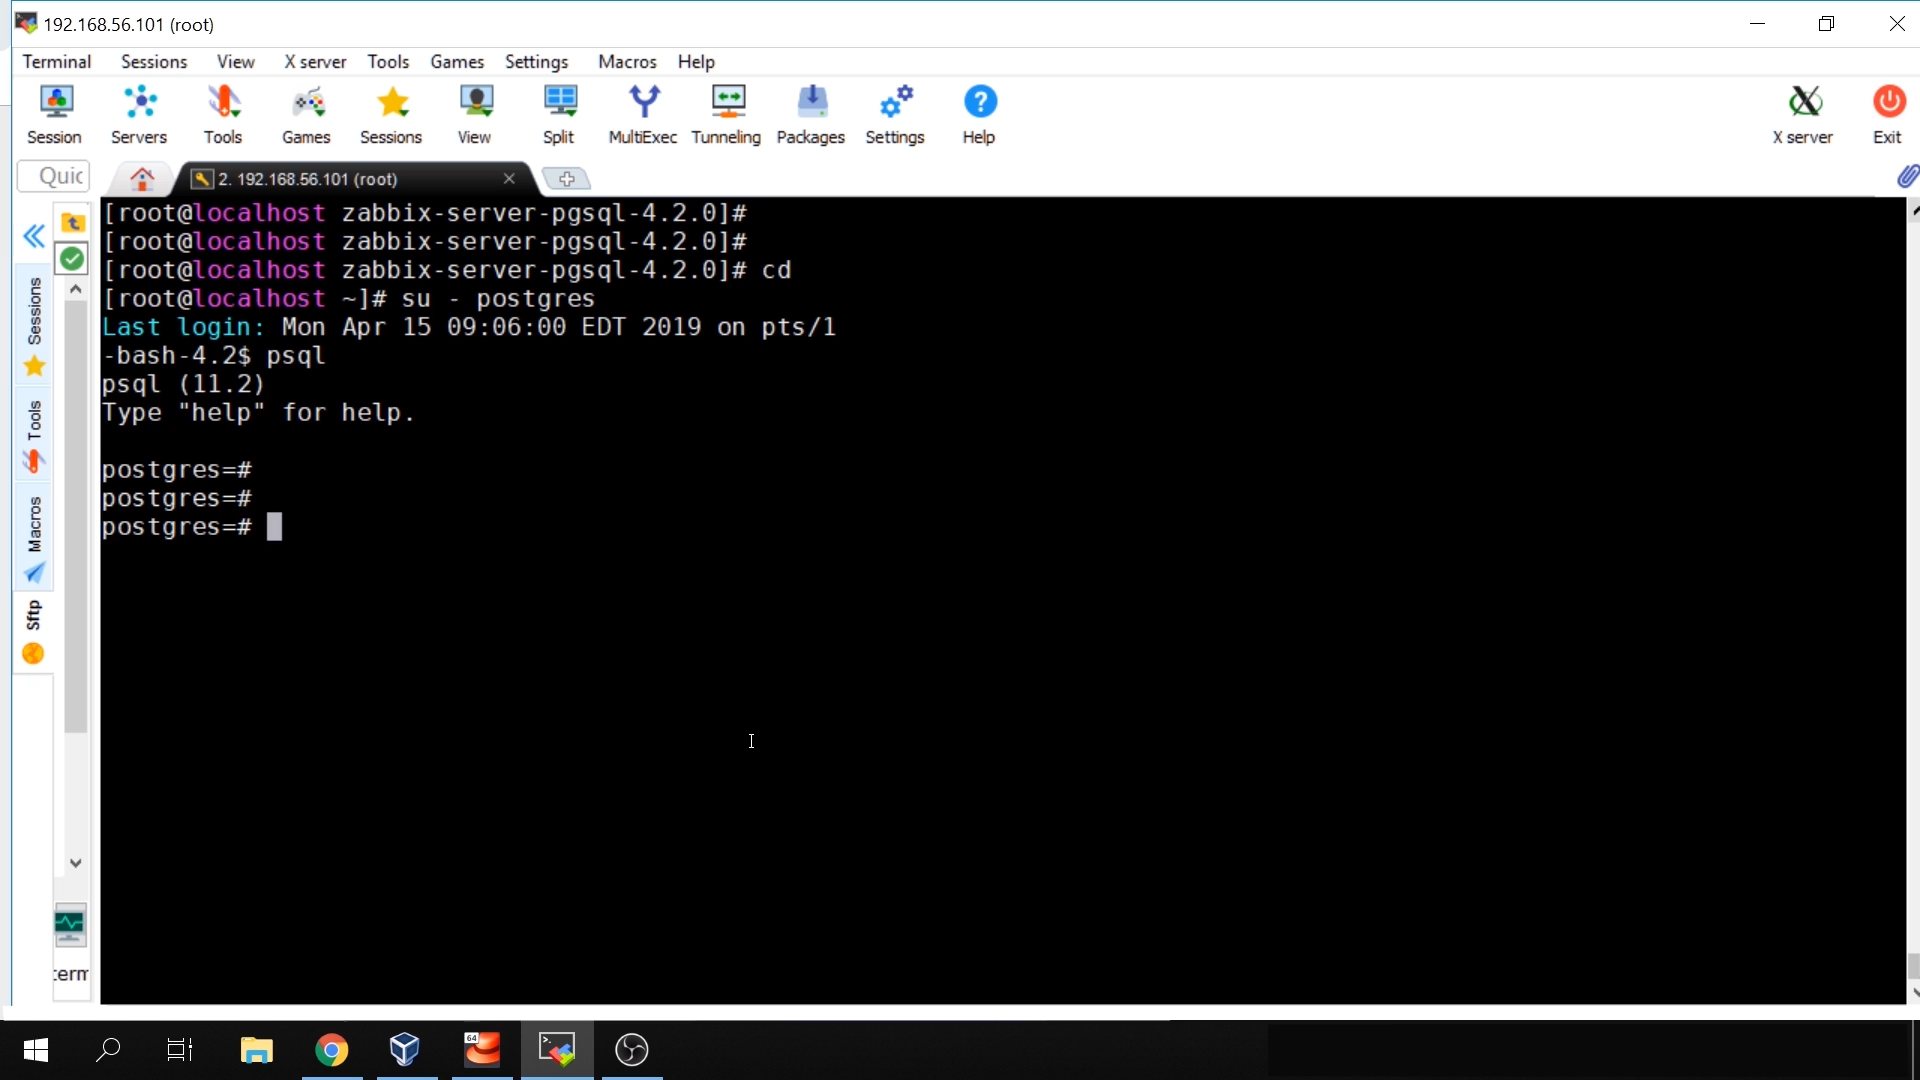 192.168.56.101 (root)
Terminal Sessions View X server Tools Games Settings Macros Help
Session Servers Tools Games Sessions View Split MultiExec Tunneling Packages Settings Help X server Exit
Quic
2. 192.168.56.101 (root)
[root@localhost zabbix-server-pgsql-4.2.0]#
[root@localhost zabbix-server-pgsql-4.2.0]#
[root@localhost zabbix-server-pgsql-4.2.0]# cd
[root@localhost ~]# su - postgres
Last login: Mon Apr 15 09:06:00 EDT 2019 on pts/1
-bash-4.2$ psql
psql (11.2)
Type "help" for help.
postgres=#
postgres=#
postgres=#
Sessions
Tools
Macros
Sftp
term
64